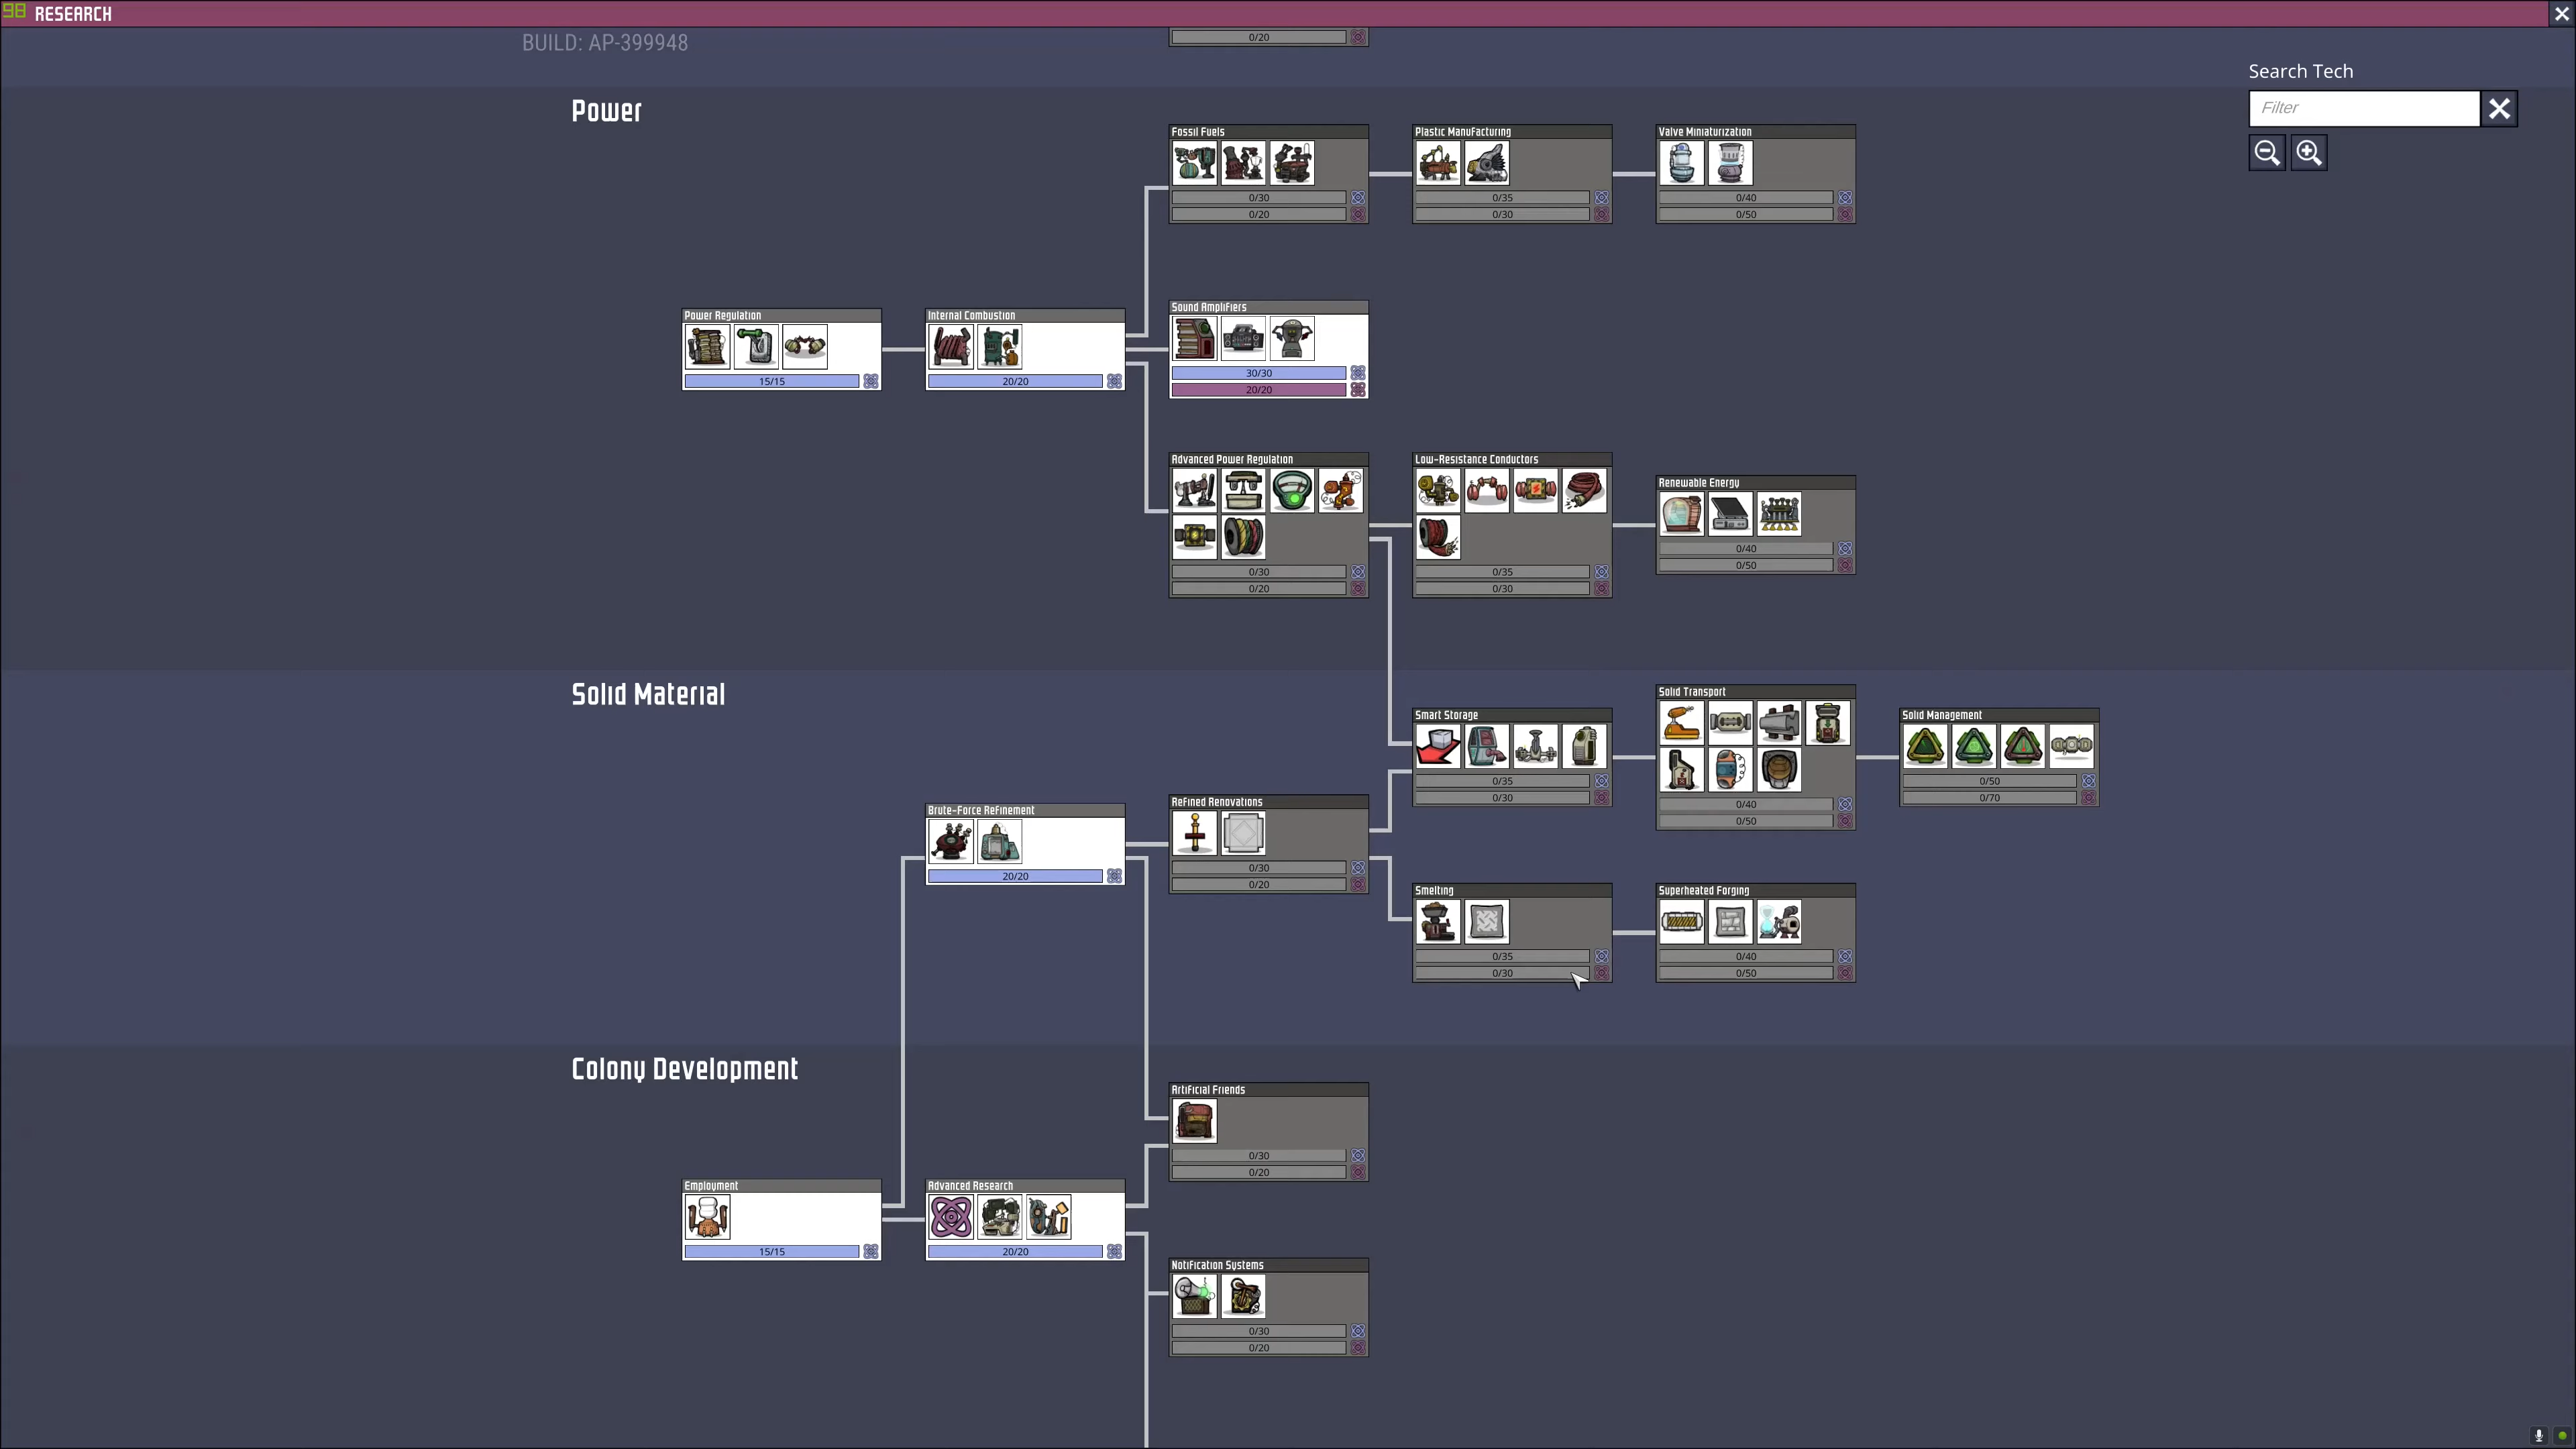 98 RESEARCH
BUILD: AP-399948
0/20
Search Tech
Filter
Power
Fossil Fuels
0/30
0/20
Plastic Manufacturing
0/35
0/30
Valve Miniaturization
0/40
0/50
Power Regulation
15/15
Internal Combustion
20/20
Sound Amplifiers
30/30
20/20
Advanced Power Regulation
0/30
0/20
Low-Resistance Conductors
0/35
0/30
Renewable Energy
0/40
0/50
Solid Material
Smart Storage
0/35
0/30
Solid Transport
0/40
0/50
Solid Management
0/50
0/70
Brute-Force Refinement
20/20
Refined Renovations
0/30
0/20
Smelting
0/35
0/30
Superheated Forging
0/40
0/50
Colony Development
Artificial Friends
0/30
0/20
Employment
15/15
Advanced Research
20/20
Notification Systems
0/30
0/20